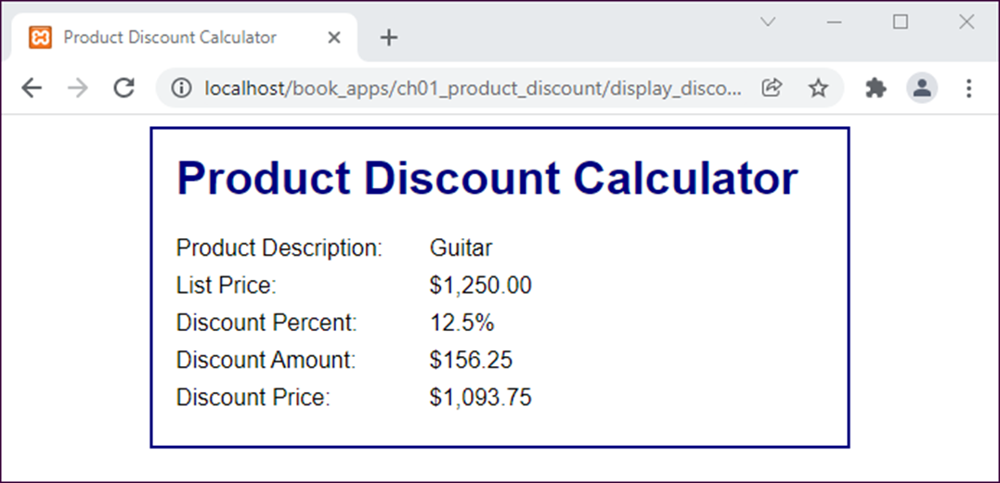 Product Discount Calculator
localhost/book_apps/ch01_product_discount/display_disco...
Product Discount Calculator
Product Description: Guitar
List Price: $1,250.00
Discount Percent: 12.5%
Discount Amount: $156.25
Discount Price: $1,093.75